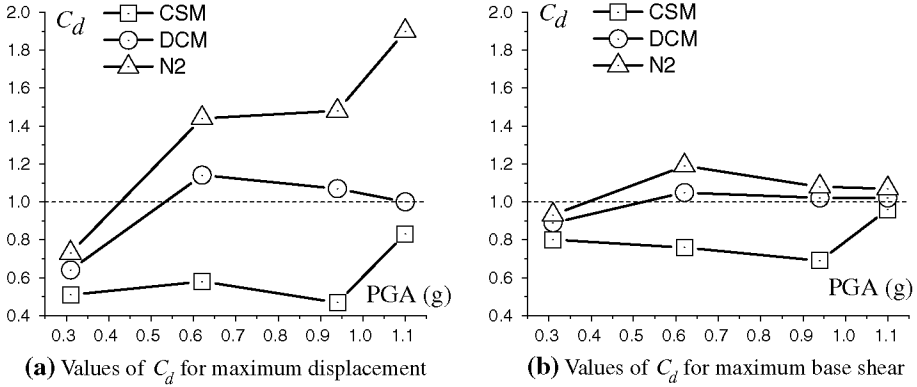 2.0
1.8
1.6
1.4
1.2
1.0
0.8
0.6
0.4
C_d
CSM
DCM
N2
PGA (g)
0.3 0.4 0.5 0.6 0.7 0.8 0.9 1.0 1.1
(a) Values of C_d for maximum displacement
2.0
1.8
1.6
1.4
1.2
1.0
0.8
0.6
0.4
C_d
CSM
DCM
N2
PGA (g)
0.3 0.4 0.5 0.6 0.7 0.8 0.9 1.0 1.1
(b) Values of C_d for maximum base shear